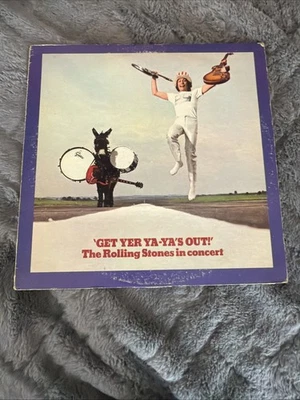 'GET YER YA-YA'S OUT!'
The Rolling Stones in concert